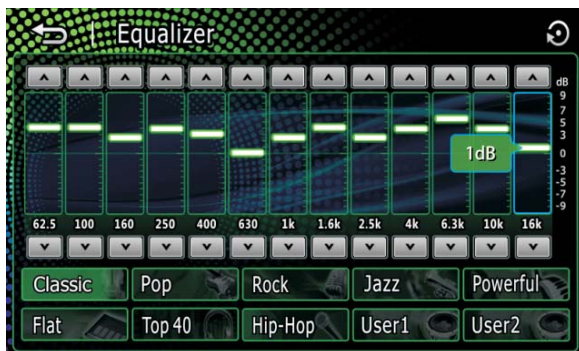 Equalizer
dB
9
7
5
3
0
-3
-5
-7
-9
1dB
62.5 100 160 250 400 630 1k 1.6k 2.5k 4k 6.3k 10k 16k
Classic Pop Rock Jazz Powerful
Flat Top 40 Hip-Hop User1 User2